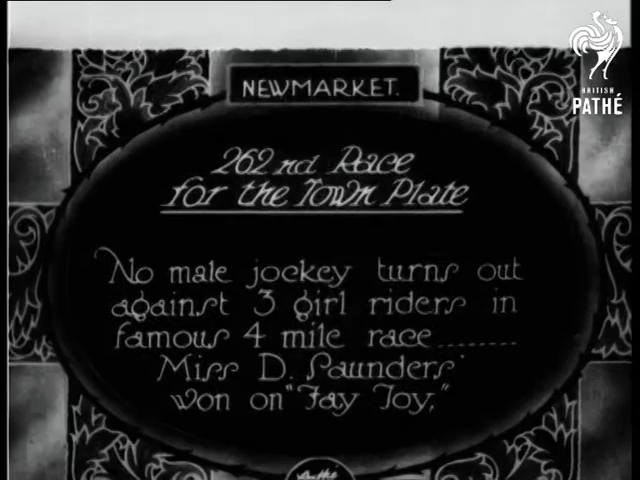 BRITISH
PATHÉ
NEWMARKET.
262nd Race
for the Town Plate
No male jockey turns out
against 3 girl riders in
famous 4 mile race........
Miss D. Saunders
won on "Fay Joy,"
Pathé